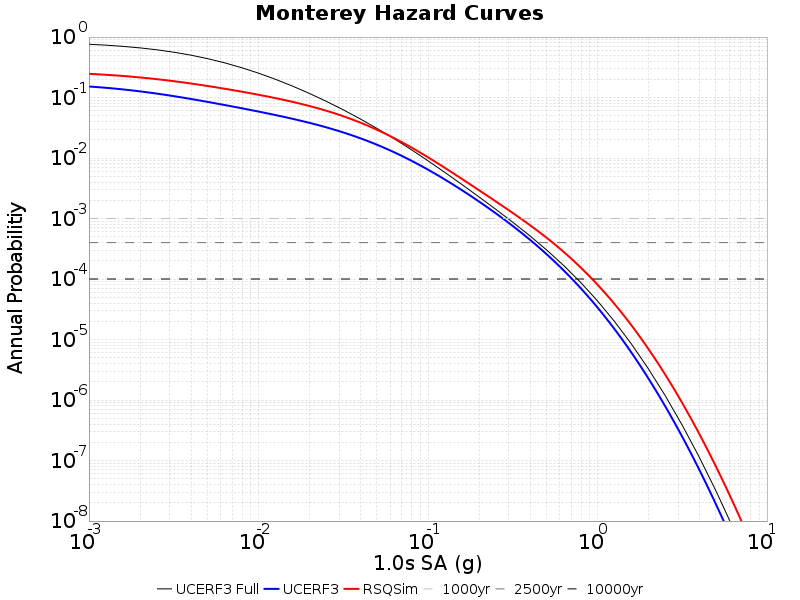 Monterey Hazard Curves
10^0
10^-1
10^-2
10^-3
10^-4
10^-5
10^-6
10^-7
10^-8
Annual Probabilitiy
10^-3 10^-2 10^-1 10^0 10^1
1.0s SA (g)
UCERF3 Full UCERF3 RSQSim 1000yr 2500yr 10000yr